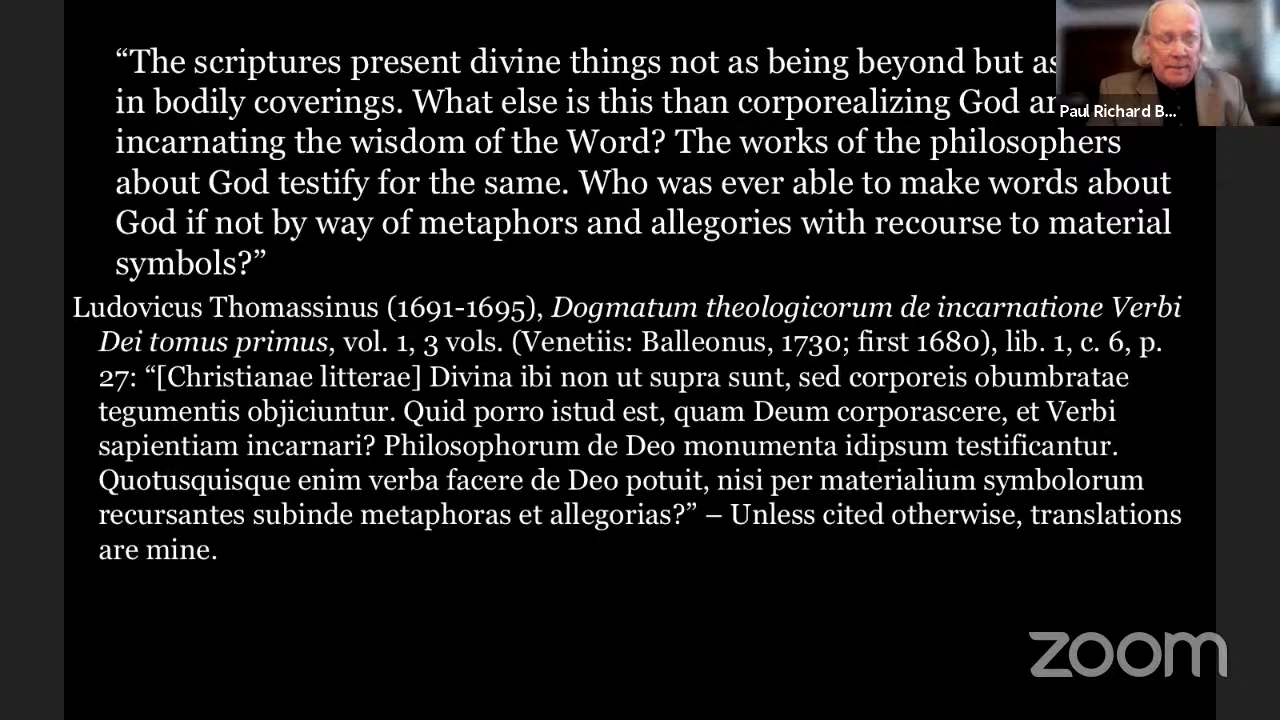 “The scriptures present divine things not as being beyond but as
in bodily coverings. What else is this than corporealizing God
incarnating the wisdom of the Word? The works of the philosophers
about God testify for the same. Who was ever able to make words about
God if not by way of metaphors and allegories with recourse to material
symbols?”
Ludovicus Thomassinus (1691-1695), Dogmatum theologicorum de incarnatione Verbi
Dei tomus primus, vol. 1, 3 vols. (Venetiis: Balleonus, 1730; first 1680), lib. 1, c. 6, p.
27: “[Christianae litterae] Divina ibi non ut supra sunt, sed corporeis obumbratae
tegumentis objiciuntur. Quid porro istud est, quam Deum corporascere, et Verbi
sapientiam incarnari? Philosophorum de Deo monumenta idipsum testificantur.
Quotusquisque enim verba facere de Deo potuit, nisi per materialium symbolorum
recursantes subinde metaphoras et allegorias?” – Unless cited otherwise, translations
are mine.
Paul Richard B...
zoom